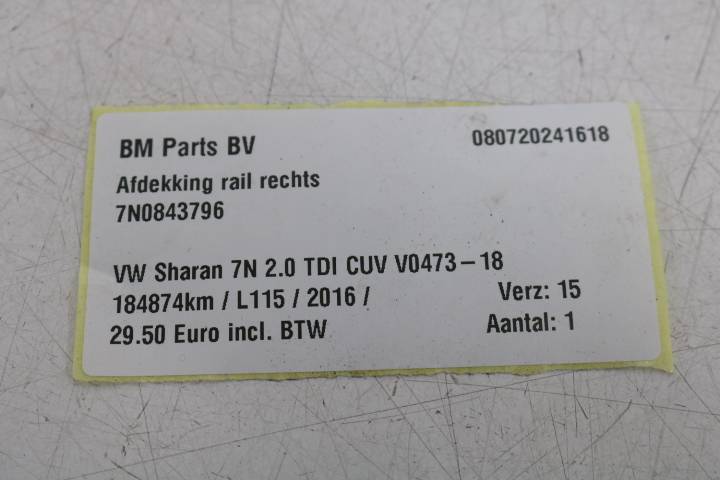 BM Parts BV 080720241618
Afdekking rail rechts
7N0843796
VW Sharan 7N 2.0 TDI CUV V0473-18
184874km / L115 / 2016 / Verz: 15
29.50 Euro incl. BTW Aantal: 1